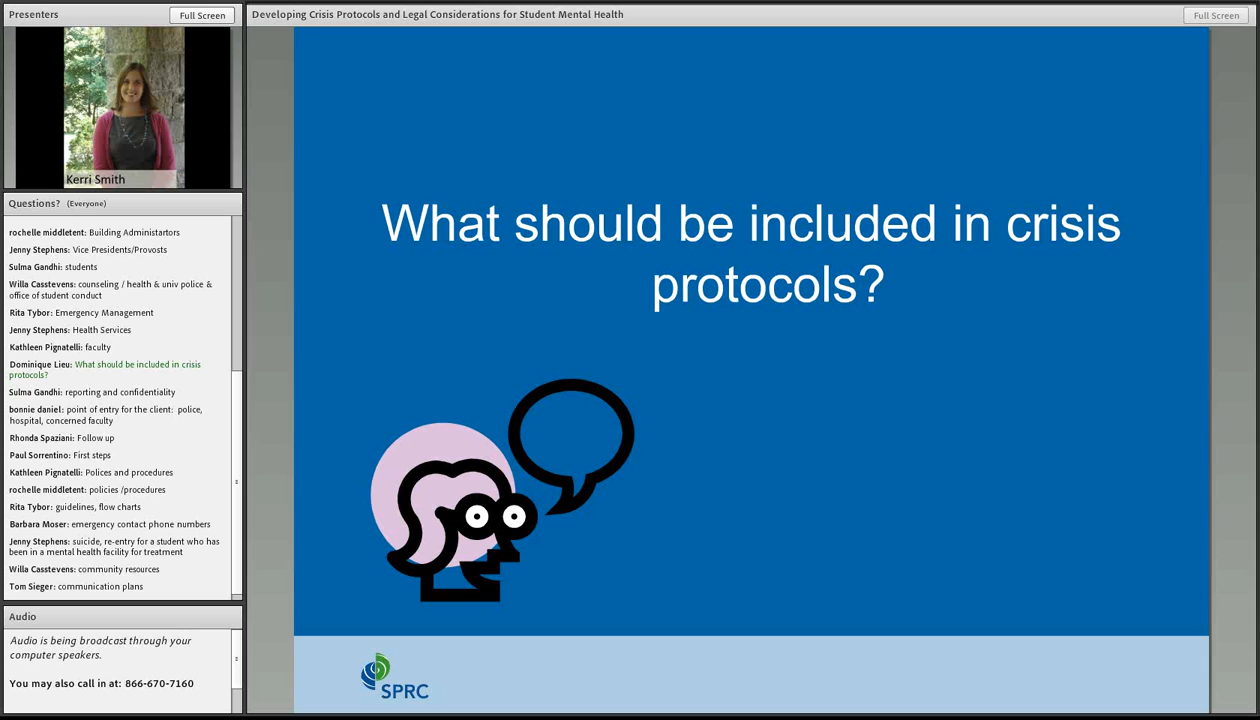 Presenters
Full Screen
Developing Crisis Protocols and Legal Considerations for Student Mental Health
Full Screen
Kerri Smith
Questions? (Everyone)
rochelle middletent: Building Administartors
Jenny Stephens: Vice Presidents/Provosts
Sulma Gandhi: students
Willa Casstevens: counseling / health & univ police &
office of student conduct
Rita Tybor: Emergency Management
Jenny Stephens: Health Services
Kathleen Pignatelli: faculty
Dominique Lieu: What should be included in crisis
protocols?
Sulma Gandhi: reporting and confidentiality
bonnie daniel: point of entry for the client: police,
hospital, concerned faculty
Rhonda Spaziani: Follow up
Paul Sorrentino: First steps
Kathleen Pignatelli: Polices and procedures
rochelle middletent: policies /procedures
Rita Tybor: guidelines, flow charts
Barbara Moser: emergency contact phone numbers
Jenny Stephens: suicide, re-entry for a student who has
been in a mental health facility for treatment
Willa Casstevens: community resources
Tom Sieger: communication plans
Audio
Audio is being broadcast through your
computer speakers.
You may also call in at: 866-670-7160
What should be included in crisis
protocols?
SPRC